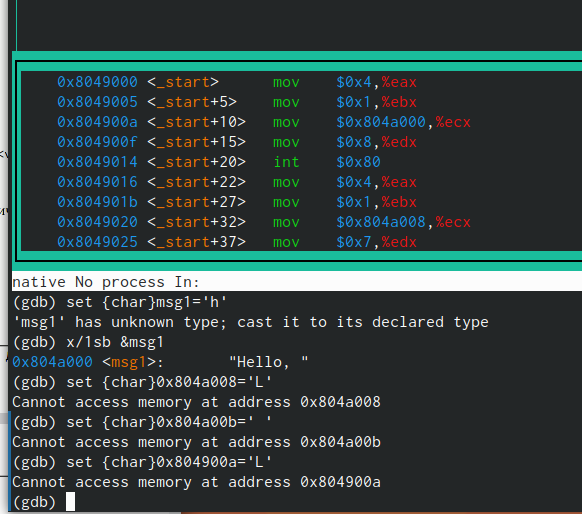 0x8049000 <_start>       mov    $0x4,%eax
0x8049005 <_start+5>     mov    $0x1,%ebx
0x804900a <_start+10>    mov    $0x804a000,%ecx
0x804900f <_start+15>    mov    $0x8,%edx
0x8049014 <_start+20>    int    $0x80
0x8049016 <_start+22>    mov    $0x4,%eax
0x804901b <_start+27>    mov    $0x1,%ebx
0x8049020 <_start+32>    mov    $0x804a008,%ecx
0x8049025 <_start+37>    mov    $0x7,%edx
native No process In:
(gdb) set {char}msg1='h'
'msg1' has unknown type; cast it to its declared type
(gdb) x/1sb &msg1
0x804a000 <msg1>:       "Hello, "
(gdb) set {char}0x804a008='L'
Cannot access memory at address 0x804a008
(gdb) set {char}0x804a00b=' '
Cannot access memory at address 0x804a00b
(gdb) set {char}0x804900a='L'
Cannot access memory at address 0x804900a
(gdb)